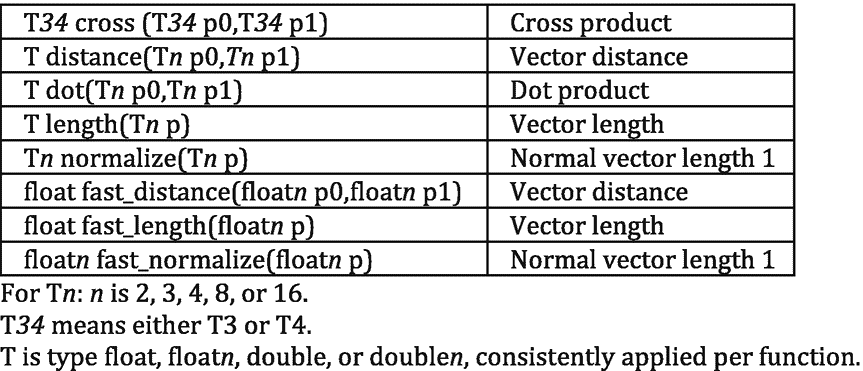 T34 cross (T34 p0,T34 p1) Cross product
T distance(Tn p0,Tn p1) Vector distance
T dot(Tn p0,Tn p1) Dot product
T length(Tn p) Vector length
Tn normalize(Tn p) Normal vector length 1
float fast_distance(floatn p0,floatn p1) Vector distance
float fast_length(floatn p) Vector length
floatn fast_normalize(floatn p) Normal vector length 1
For Tn: n is 2, 3, 4, 8, or 16.
T34 means either T3 or T4.
T is type float, floatn, double, or doublen, consistently applied per function.